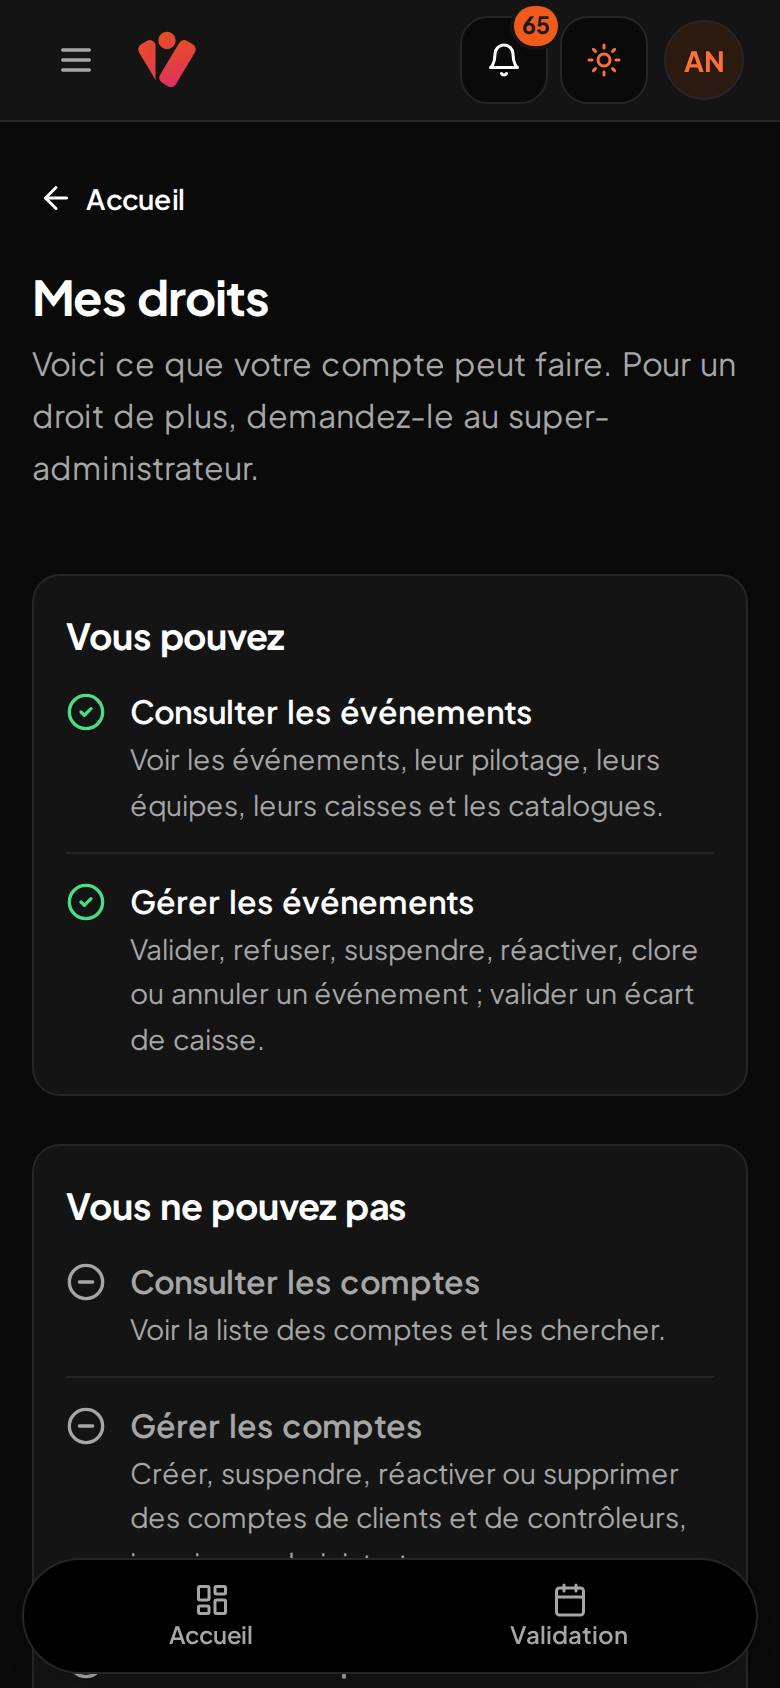 65
AN
Accueil
Mes droits
Voici ce que votre compte peut faire. Pour un
droit de plus, demandez-le au super-
administrateur.
Vous pouvez
Consulter les événements
Voir les événements, leur pilotage, leurs
équipes, leurs caisses et les catalogues.
Gérer les événements
Valider, refuser, suspendre, réactiver, clore
ou annuler un événement ; valider un écart
de caisse.
Vous ne pouvez pas
Consulter les comptes
Voir la liste des comptes et les chercher.
Gérer les comptes
Créer, suspendre, réactiver ou supprimer
des comptes de clients et de contrôleurs,
Accueil
Validation